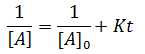 1/[A] = 1/[A]₀ + Kt